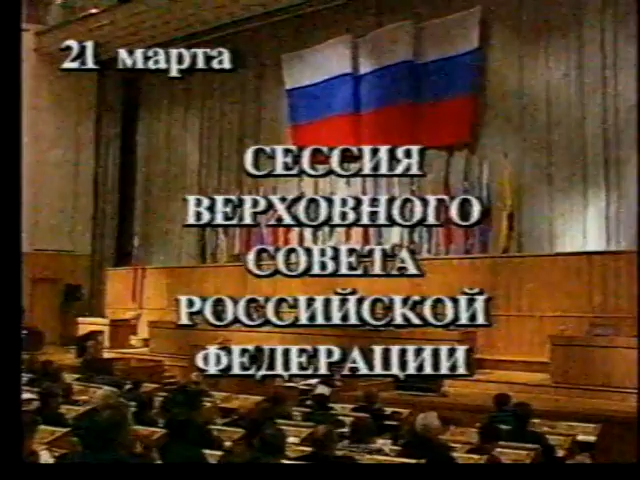 21 марта
СЕССИЯ
ВЕРХОВНОГО
СОВЕТА
РОССИЙСКОЙ
ФЕДЕРАЦИИ